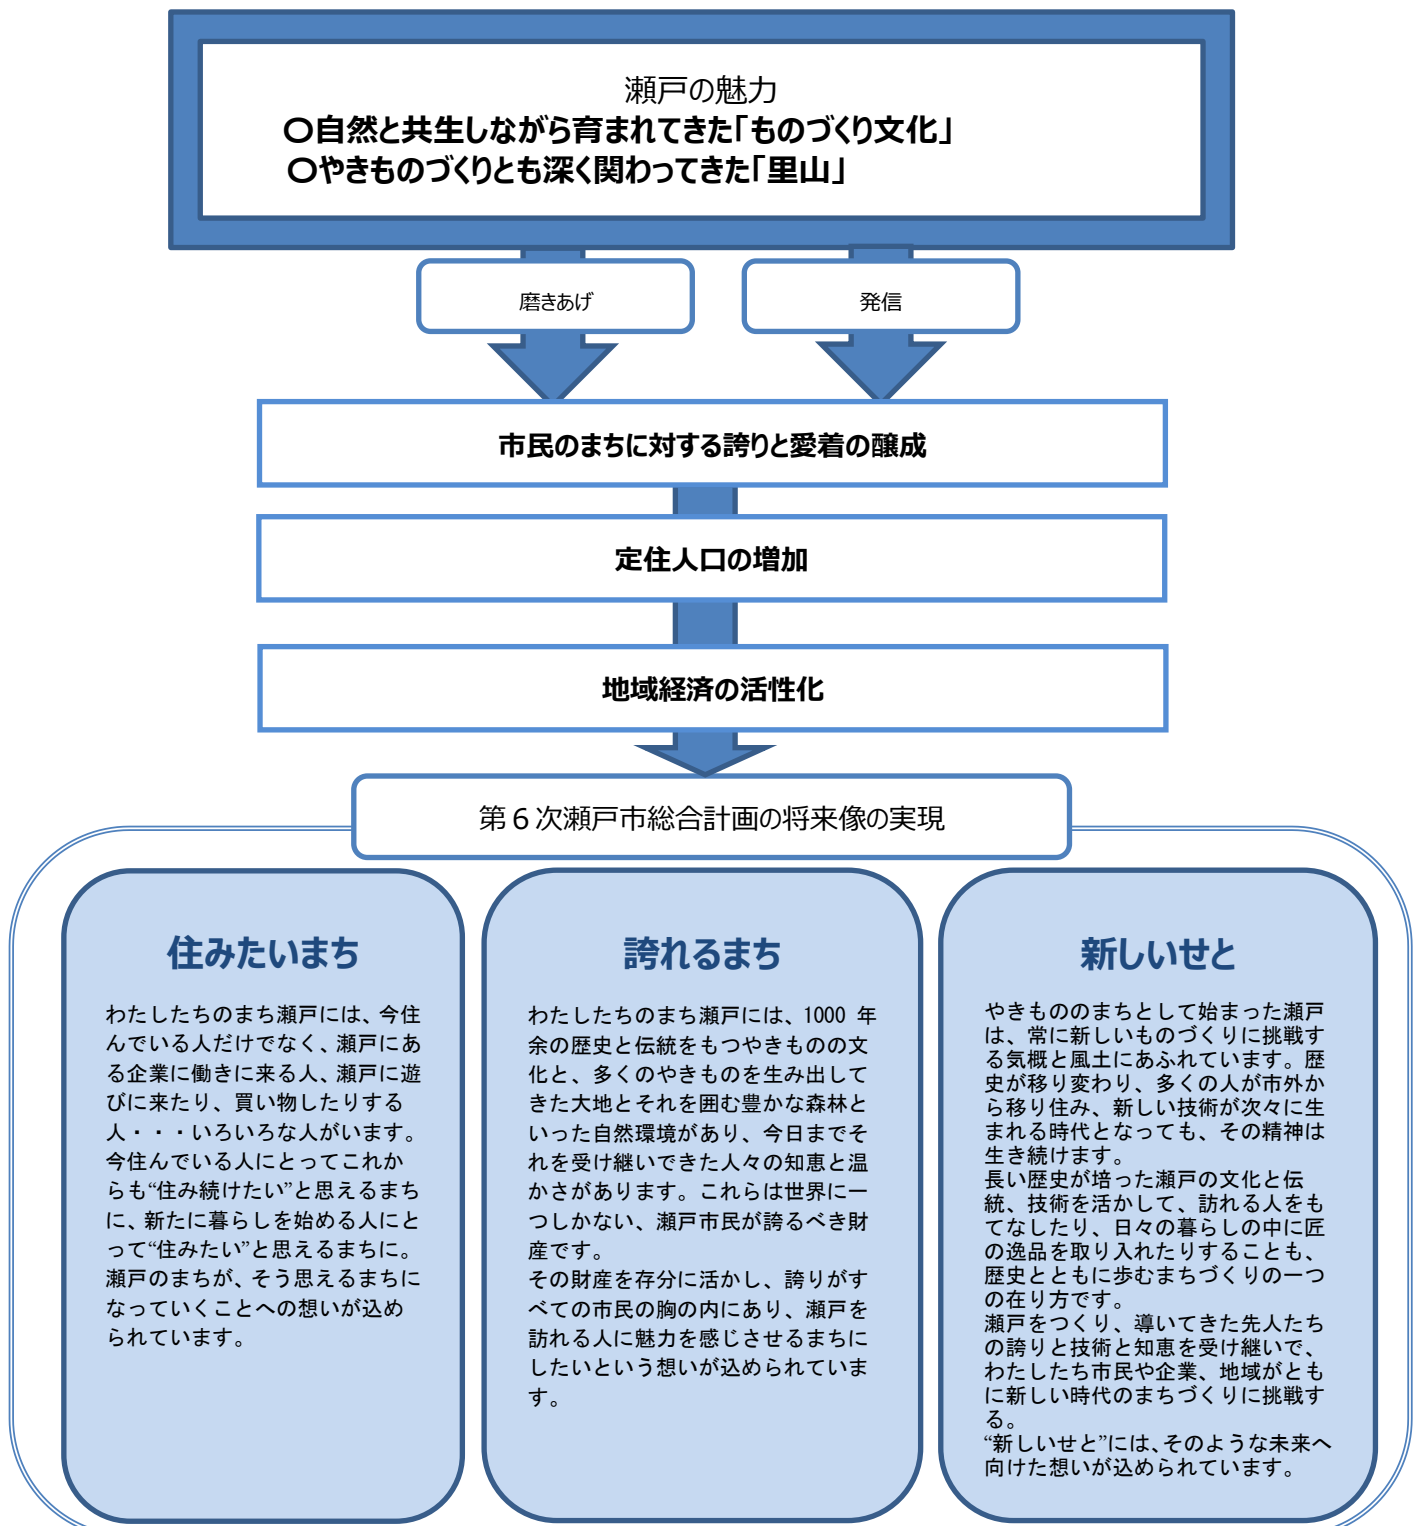 瀬戸の魅力
〇自然と共生しながら育まれてきた「ものづくり文化」
〇やきものづくりとも深く関わってきた「里山」
磨きあげ
発信
市民のまちに対する誇りと愛着の醸成
定住人口の増加
地域経済の活性化
第６次瀬戸市総合計画の将来像の実現
住みたいまち
わたしたちのまち瀬戸には、今住
んでいる人だけでなく、瀬戸にあ
る企業に働きに来る人、瀬戸に遊
びに来たり、買い物したりする
人・・・いろいろな人がいます。
今住んでいる人にとってこれか
らも“住み続けたい”と思えるまち
に、新たに暮らしを始める人にと
って“住みたい”と思えるまちに。
瀬戸のまちが、そう思えるまちに
なっていくことへの想いが込め
られています。
誇れるまち
わたしたちのまち瀬戸には、1000 年
余の歴史と伝統をもつやきものの文
化と、多くのやきものを生み出して
きた大地とそれを囲む豊かな森林と
いった自然環境があり、今日までそ
れを受け継いできた人々の知恵と温
かさがあります。これらは世界に一
つしかない、瀬戸市民が誇るべき財
産です。
その財産を存分に活かし、誇りがす
べての市民の胸の内にあり、瀬戸を
訪れる人に魅力を感じさせるまちに
したいという想いが込められていま
す。
新しいせと
やきもののまちとして始まった瀬戸
は、常に新しいものづくりに挑戦す
る気概と風土にあふれています。歴
史が移り変わり、多くの人が市外か
ら移り住み、新しい技術が次々に生
まれる時代となっても、その精神は
生き続けます。
長い歴史が培った瀬戸の文化と伝
統、技術を活かして、訪れる人をも
てなしたり、日々の暮らしの中に匠
の逸品を取り入れたりすることも、
歴史とともに歩むまちづくりの一つ
の在り方です。
瀬戸をつくり、導いてきた先人たち
の誇りと技術と知恵を受け継いで、
わたしたち市民や企業、地域がとも
に新しい時代のまちづくりに挑戦す
る。
“新しいせと”には、そのような未来へ
向けた想いが込められています。